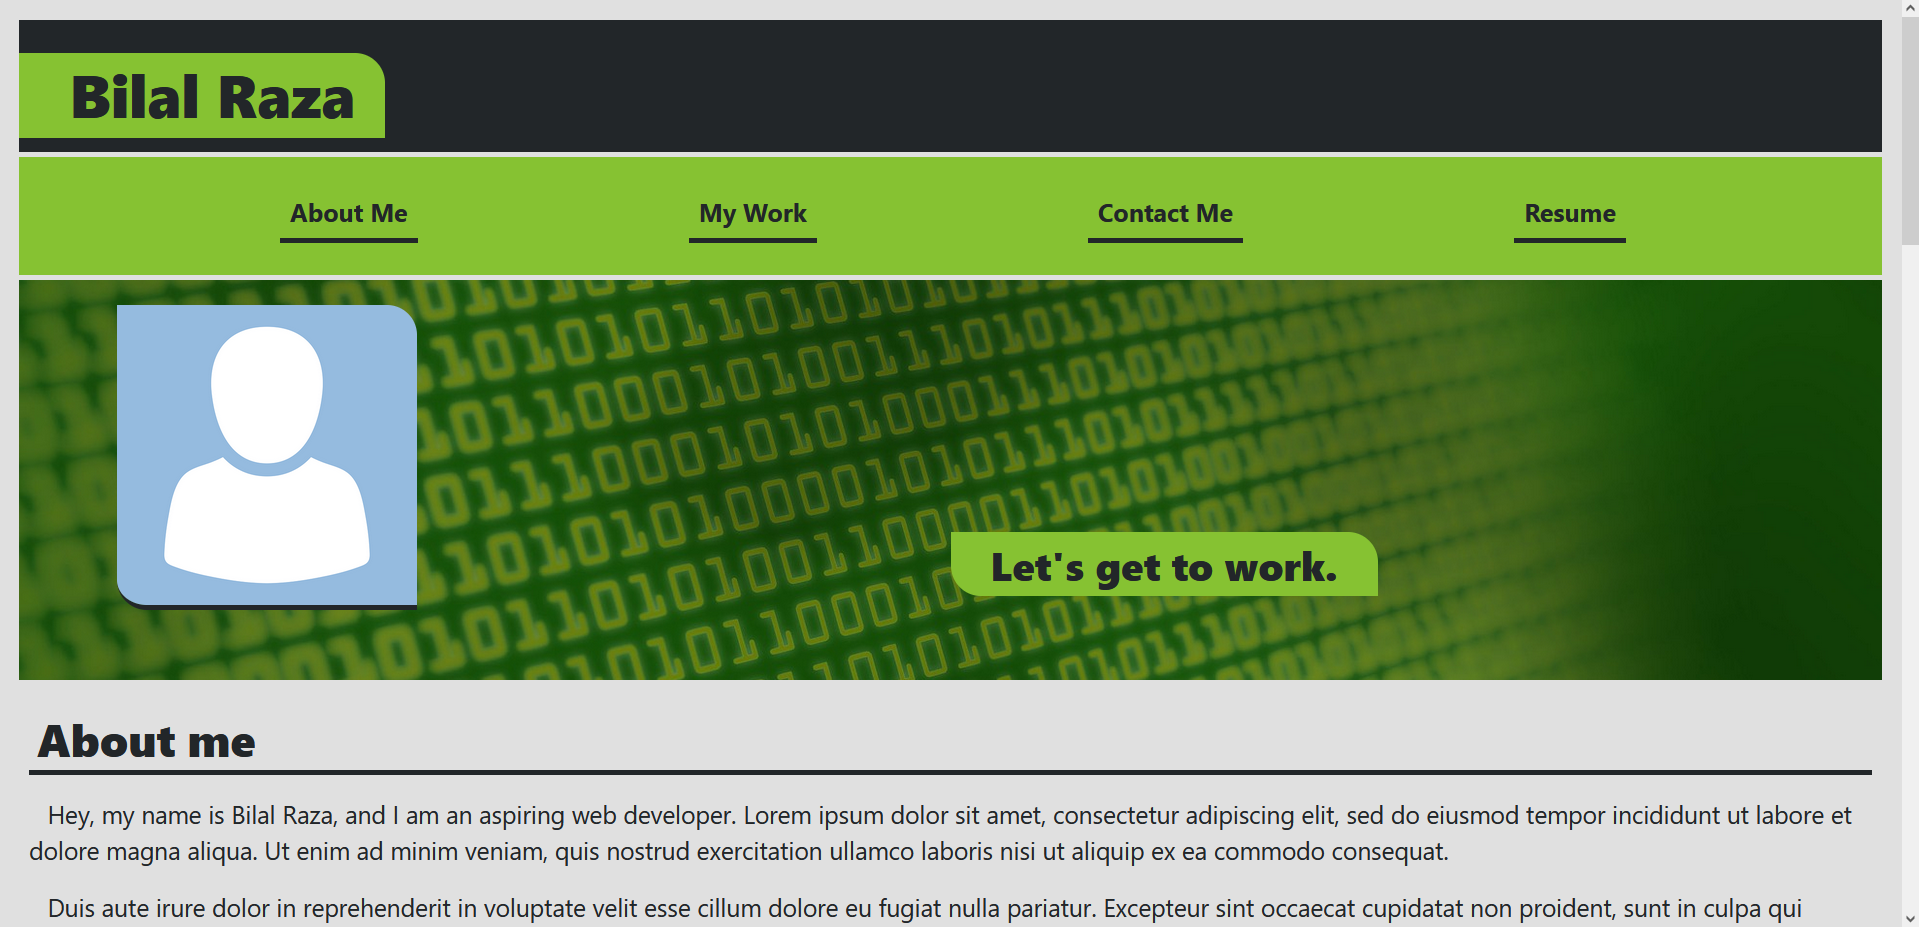 Bilal Raza
About Me My Work Contact Me Resume
Let's get to work.
About me
Hey, my name is Bilal Raza, and I am an aspiring web developer. Lorem ipsum dolor sit amet, consectetur adipiscing elit, sed do eiusmod tempor incididunt ut labore et
dolore magna aliqua. Ut enim ad minim veniam, quis nostrud exercitation ullamco laboris nisi ut aliquip ex ea commodo consequat.
Duis aute irure dolor in reprehenderit in voluptate velit esse cillum dolore eu fugiat nulla pariatur. Excepteur sint occaecat cupidatat non proident, sunt in culpa qui